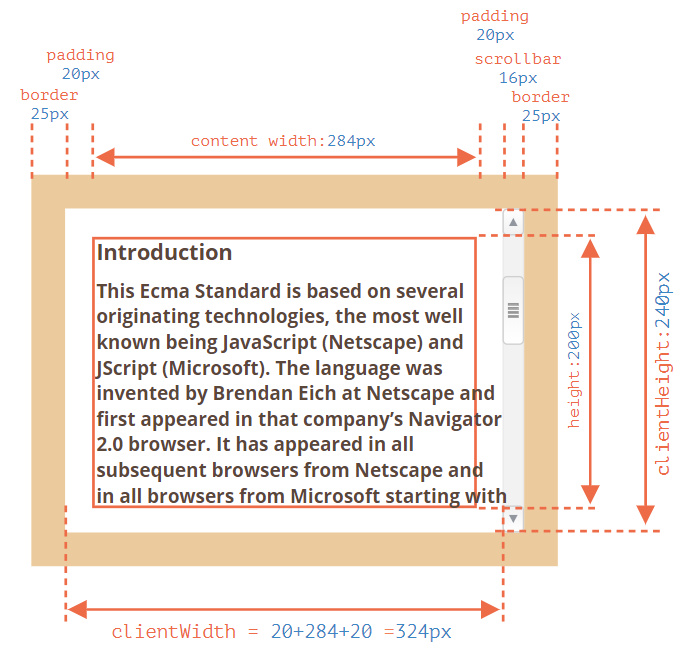 padding
20px
padding
20px
scrollbar
16px
border
25px
border
25px
content width:284px
Introduction
This Ecma Standard is based on several
originating technologies, the most well
known being JavaScript (Netscape) and
JScript (Microsoft). The language was
invented by Brendan Eich at Netscape and
first appeared in that company’s Navigator
2.0 browser. It has appeared in all
subsequent browsers from Netscape and
in all browsers from Microsoft starting with
height:200px
clientHeight:240px
clientWidth = 20+284+20 =324px